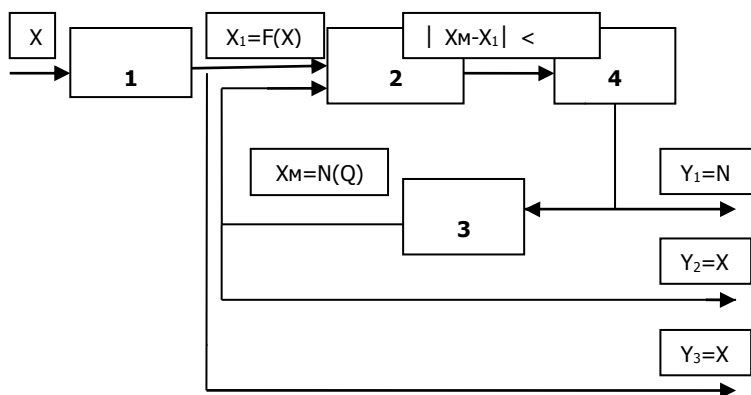 X
X₁=F(X)
| Xм-X₁| <
1
2
4
Xм=N(Q)
Y₁=N
3
Y₂=X
Y₃=X